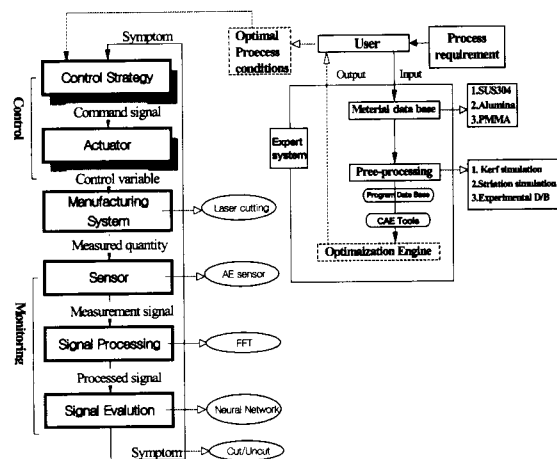 Symptom
Optimal
Proecess
conditions
User
Process
requirement
Control Strategy
Output
Input
Command signal
Meterial data base
1.SUS304
2.Alumina
3.PMMA
Control
Actuator
Expert
system
Control variable
Pree-processing
1. Kerf simulation
2.Striation simulation
3.Experimental D/B
Manufacturing
System
Laser cutting
Program Data Base
CAE Tools
Measured quantity
Optimaization Engine
Sensor
AE sensor
Monitoring
Measurement signal
Signal Processing
FFT
Processed signal
Signal Evalution
Neural Network
Symptom
Cut/Uncut